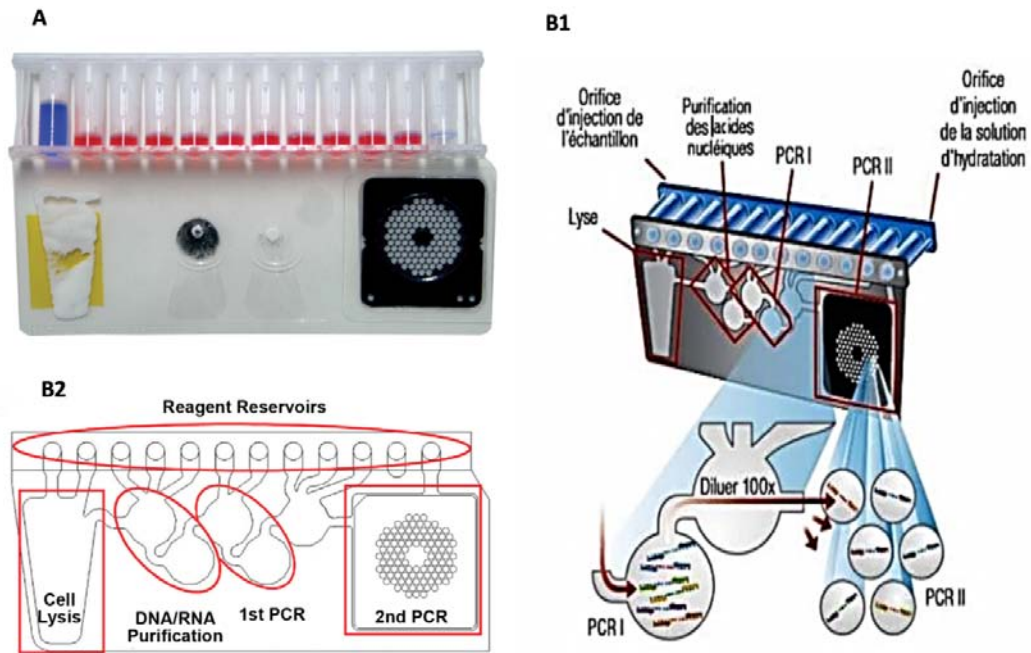 A
B1
Orifice
d'injection de
l'échantillon
Purification
des acides
nucléiques
PCR I
PCR II
Orifice
d'injection
de la solution
d'hydratation
Lyse
Diluer 100x
PCR I
PCR II
B2
Reagent Reservoirs
Cell
Lysis
DNA/RNA
Purification
1st PCR
2nd PCR